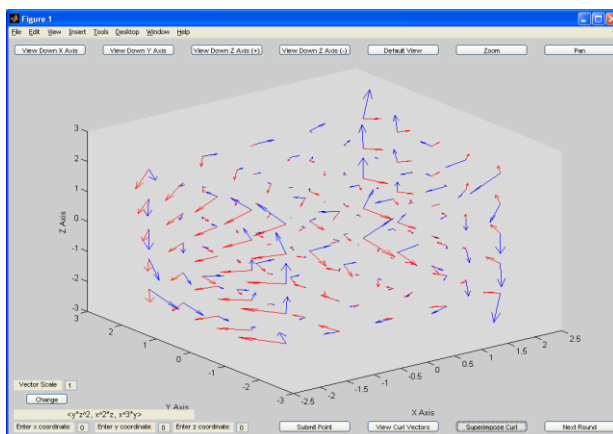 Figure 1
File Edit View Insert Tools Desktop Window Help
View Down X Axis View Down Y Axis View Down Z Axis (+) View Down Z Axis (-) Default View Zoom Pan
3
2
1
0
-1
-2
-3
Z Axis
3
2
1
0
-1
-2
-3
Y Axis
-2.5
-2
-1.5
-1
-0.5
0
0.5
1
1.5
2
2.5
X Axis
Vector Scale 1
Change
<y*z^2, x^2*z, x^3*y>
Enter x coordinate: 0 Enter y coordinate: 0 Enter z coordinate: 0 Submit Point View Curl Vectors Superimpose Curl Next Round